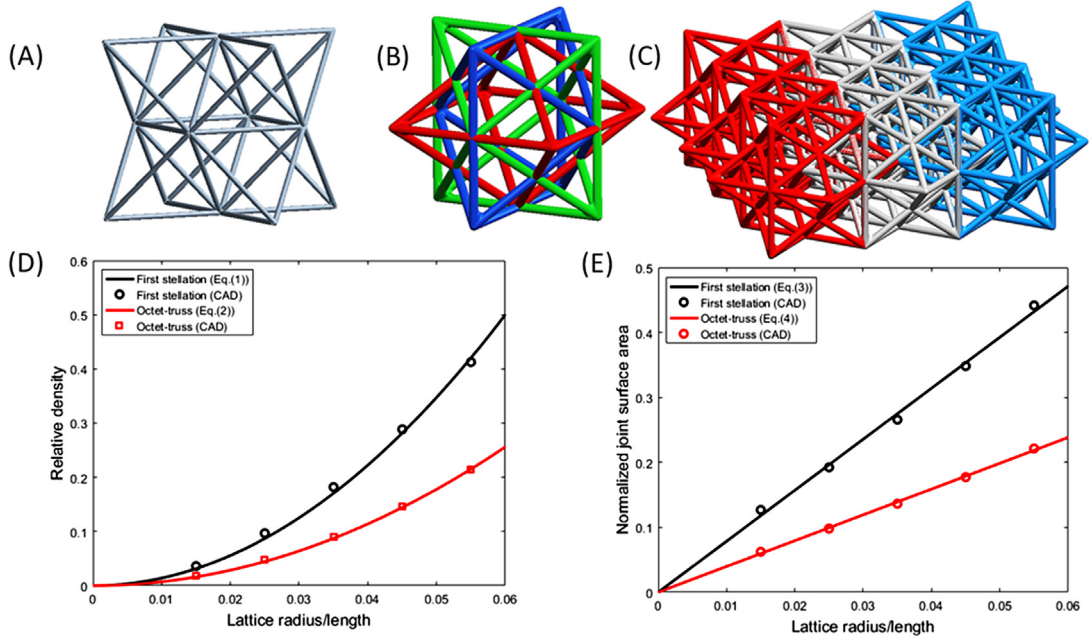 (A)
(B)
(C)
(D)
0.6
0.5
0.4
0.3
0.2
0.1
0
Relative density
First stellation (Eq.(1))
First stellation (CAD)
Octet-truss (Eq.(2))
Octet-truss (CAD)
0
0.01
0.02
0.03
0.04
0.05
0.06
Lattice radius/length
(E)
0.5
0.4
0.3
0.2
0.1
0
Normalized joint surface area
First stellation (Eq.(3))
First stellation (CAD)
Octet-truss (Eq.(4))
Octet-truss (CAD)
0
0.01
0.02
0.03
0.04
0.05
0.06
Lattice radius/length